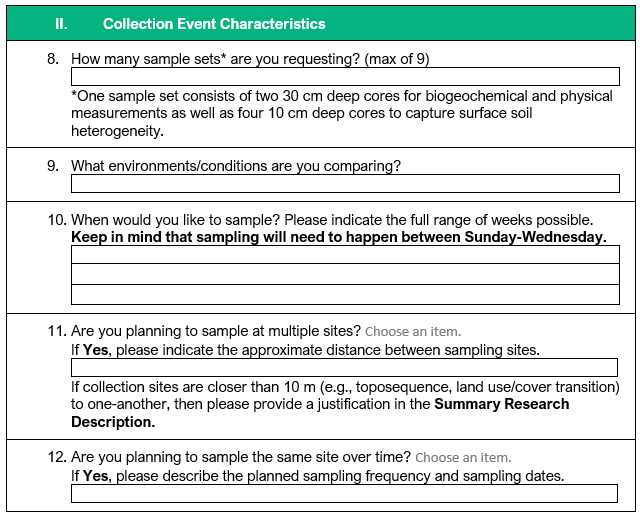 II. Collection Event Characteristics
8. How many sample sets* are you requesting? (max of 9)
*One sample set consists of two 30 cm deep cores for biogeochemical and physical
measurements as well as four 10 cm deep cores to capture surface soil
heterogeneity.
9. What environments/conditions are you comparing?
10. When would you like to sample? Please indicate the full range of weeks possible.
Keep in mind that sampling will need to happen between Sunday-Wednesday.
11. Are you planning to sample at multiple sites? Choose an item.
If Yes, please indicate the approximate distance between sampling sites.
If collection sites are closer than 10 m (e.g., toposequence, land use/cover transition)
to one-another, then please provide a justification in the Summary Research
Description.
12. Are you planning to sample the same site over time? Choose an item.
If Yes, please describe the planned sampling frequency and sampling dates.